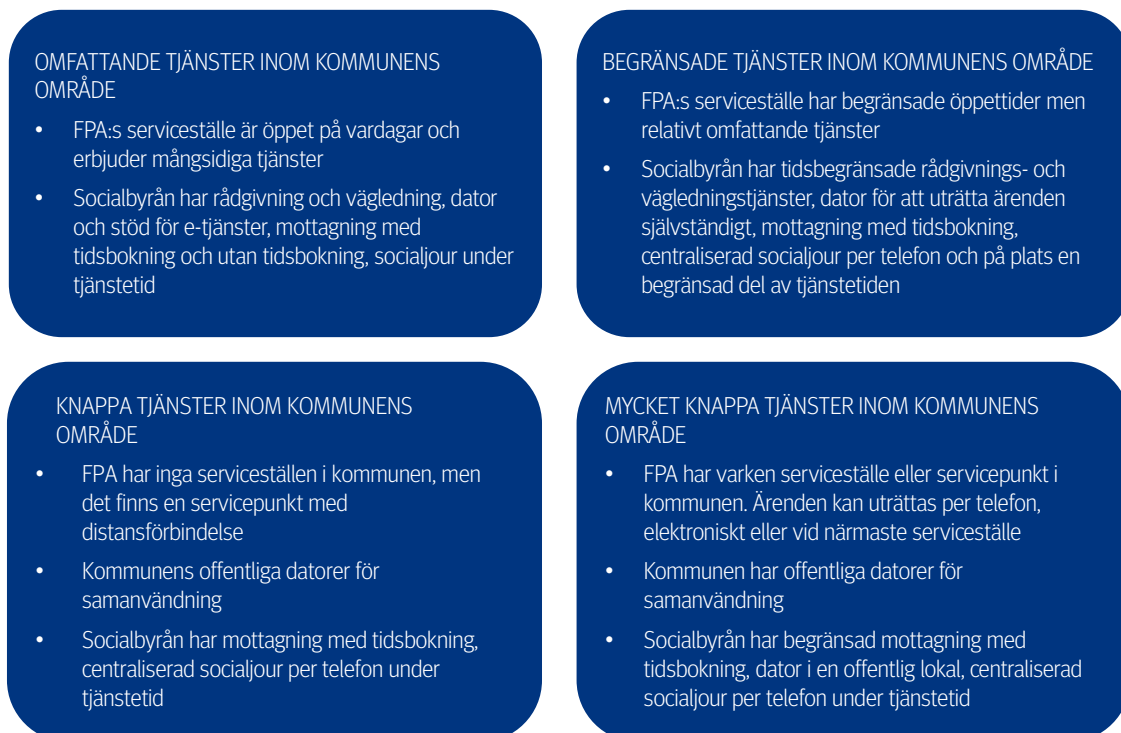 OMFATTANDE TJÄNSTER INOM KOMMUNENS
OMRÅDE
• FPA:s serviceställe är öppet på vardagar och
erbjuder mångsidiga tjänster
• Socialbyrån har rådgivning och vägledning, dator
och stöd för e-tjänster, mottagning med
tidsbokning och utan tidsbokning, socialjour under
tjänstetid
BEGRÄNSADE TJÄNSTER INOM KOMMUNENS OMRÅDE
• FPA:s serviceställe har begränsade öppettider men
relativt omfattande tjänster
• Socialbyrån har tidsbegränsade rådgivnings- och
vägledningstjänster, dator för att uträtta ärenden
självständigt, mottagning med tidsbokning,
centraliserad socialjour per telefon och på plats en
begränsad del av tjänstetiden
KNAPPA TJÄNSTER INOM KOMMUNENS
OMRÅDE
• FPA har inga serviceställen i kommunen, men
det finns en servicepunkt med
distansförbindelse
• Kommunens offentliga datorer för
samanvändning
• Socialbyrån har mottagning med tidsbokning,
centraliserad socialjour per telefon under
tjänstetid
MYCKET KNAPPA TJÄNSTER INOM KOMMUNENS
OMRÅDE
• FPA har varken serviceställe eller servicepunkt i
kommunen. Ärenden kan uträttas per telefon,
elektroniskt eller vid närmaste serviceställe
• Kommunen har offentliga datorer för
samanvändning
• Socialbyrån har begränsad mottagning med
tidsbokning, dator i en offentlig lokal, centraliserad
socialjour per telefon under tjänstetid